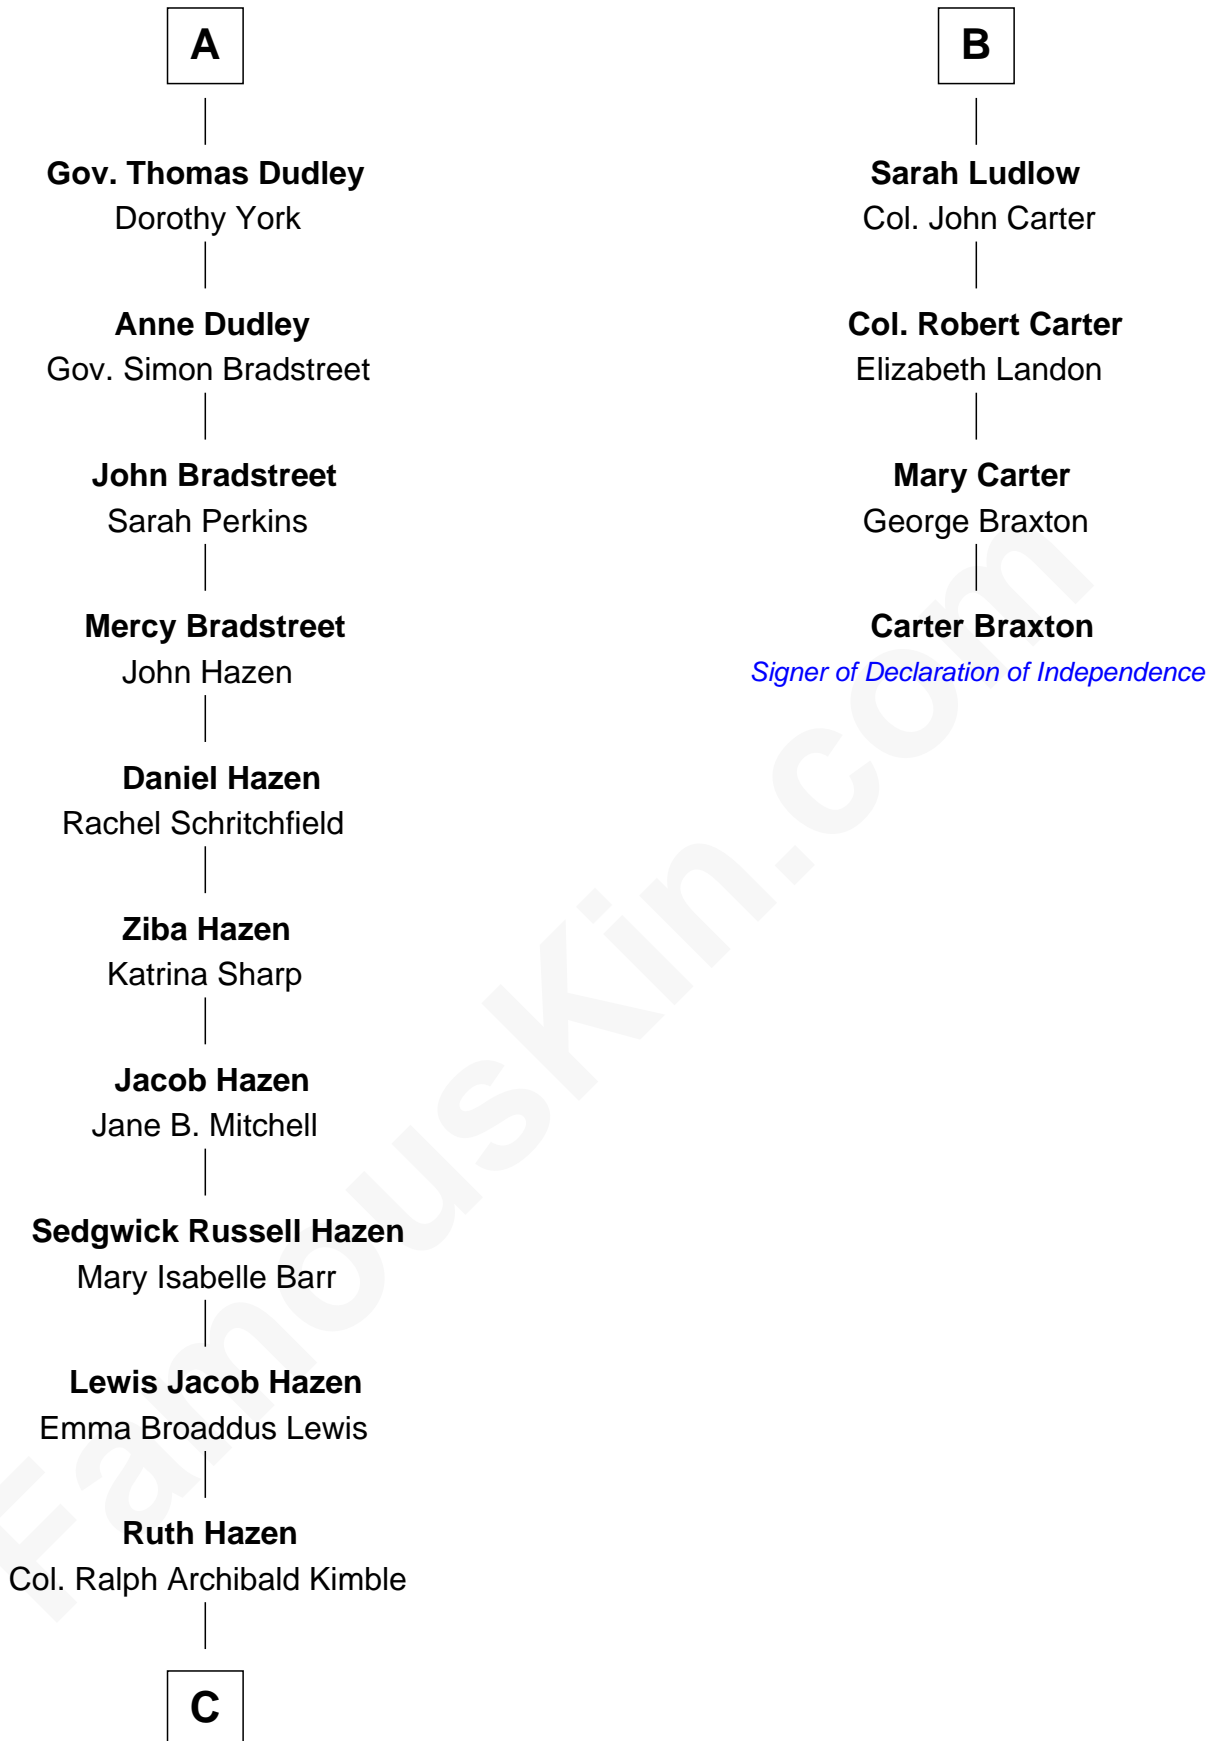 A
Gov. Thomas Dudley
Dorothy York
Anne Dudley
Gov. Simon Bradstreet
John Bradstreet
Sarah Perkins
Mercy Bradstreet
John Hazen
Daniel Hazen
Rachel Schritchfield
Ziba Hazen
Katrina Sharp
Jacob Hazen
Jane B. Mitchell
Sedgwick Russell Hazen
Mary Isabelle Barr
Lewis Jacob Hazen
Emma Broaddus Lewis
Ruth Hazen
Col. Ralph Archibald Kimble
C
B
Sarah Ludlow
Col. John Carter
Col. Robert Carter
Elizabeth Landon
Mary Carter
George Braxton
Carter Braxton
Signer of Declaration of Independence
FamousKin.com